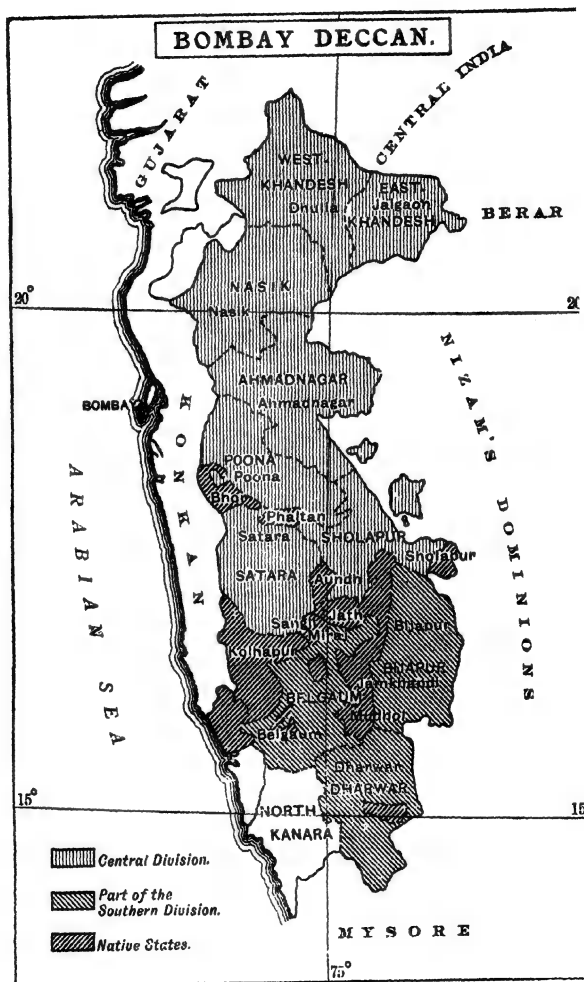 BOMBAY DECCAN.
GUJARAT
CENTRAL INDIA
WEST-
KHANDESH
Dhulia
EAST-
Jalgaon
KHANDESH
BERAR
20°
20
NASIK
Nasik
AHMADNAGAR
Ahmadnagar
NIZAM'S DOMINIONS
BOMBA
KONKAN
POONA
Poona
Bhor
Phaltan
Satara
SHOLAPUR
Sholapur
SATARA
Aundh
ARABIAN SEA
Jath
Sangli
Miraj
Bijapur
Kolhapur
BIJAPUR
Jamkhandi
BELGAUM
Mudhol
Belgaum
Dharwar
DHARWAR
15°
15
NORTH
KANARA
Central Division.
Part of the
Southern Division.
Native States.
MYSORE
75°